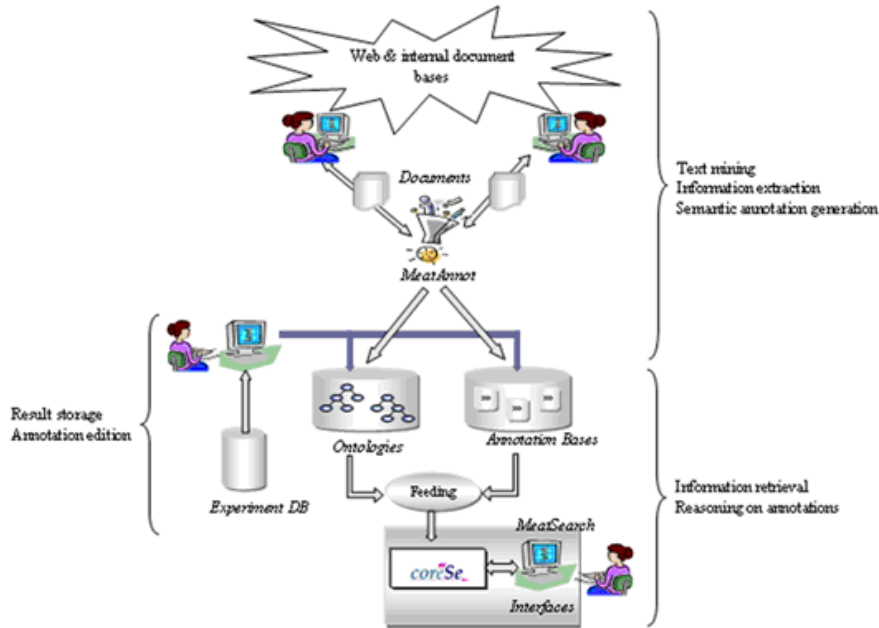 Web & internal document
bases
Documents
MeatAnnot
Text mining
Information extraction
Semantic annotation generation
Result storage
Annotation edition
Ontologies
Annotation Bases
Experiment DB
Feeding
Information retrieval
Reasoning on annotations
MeatSearch
coreSe
Interfaces